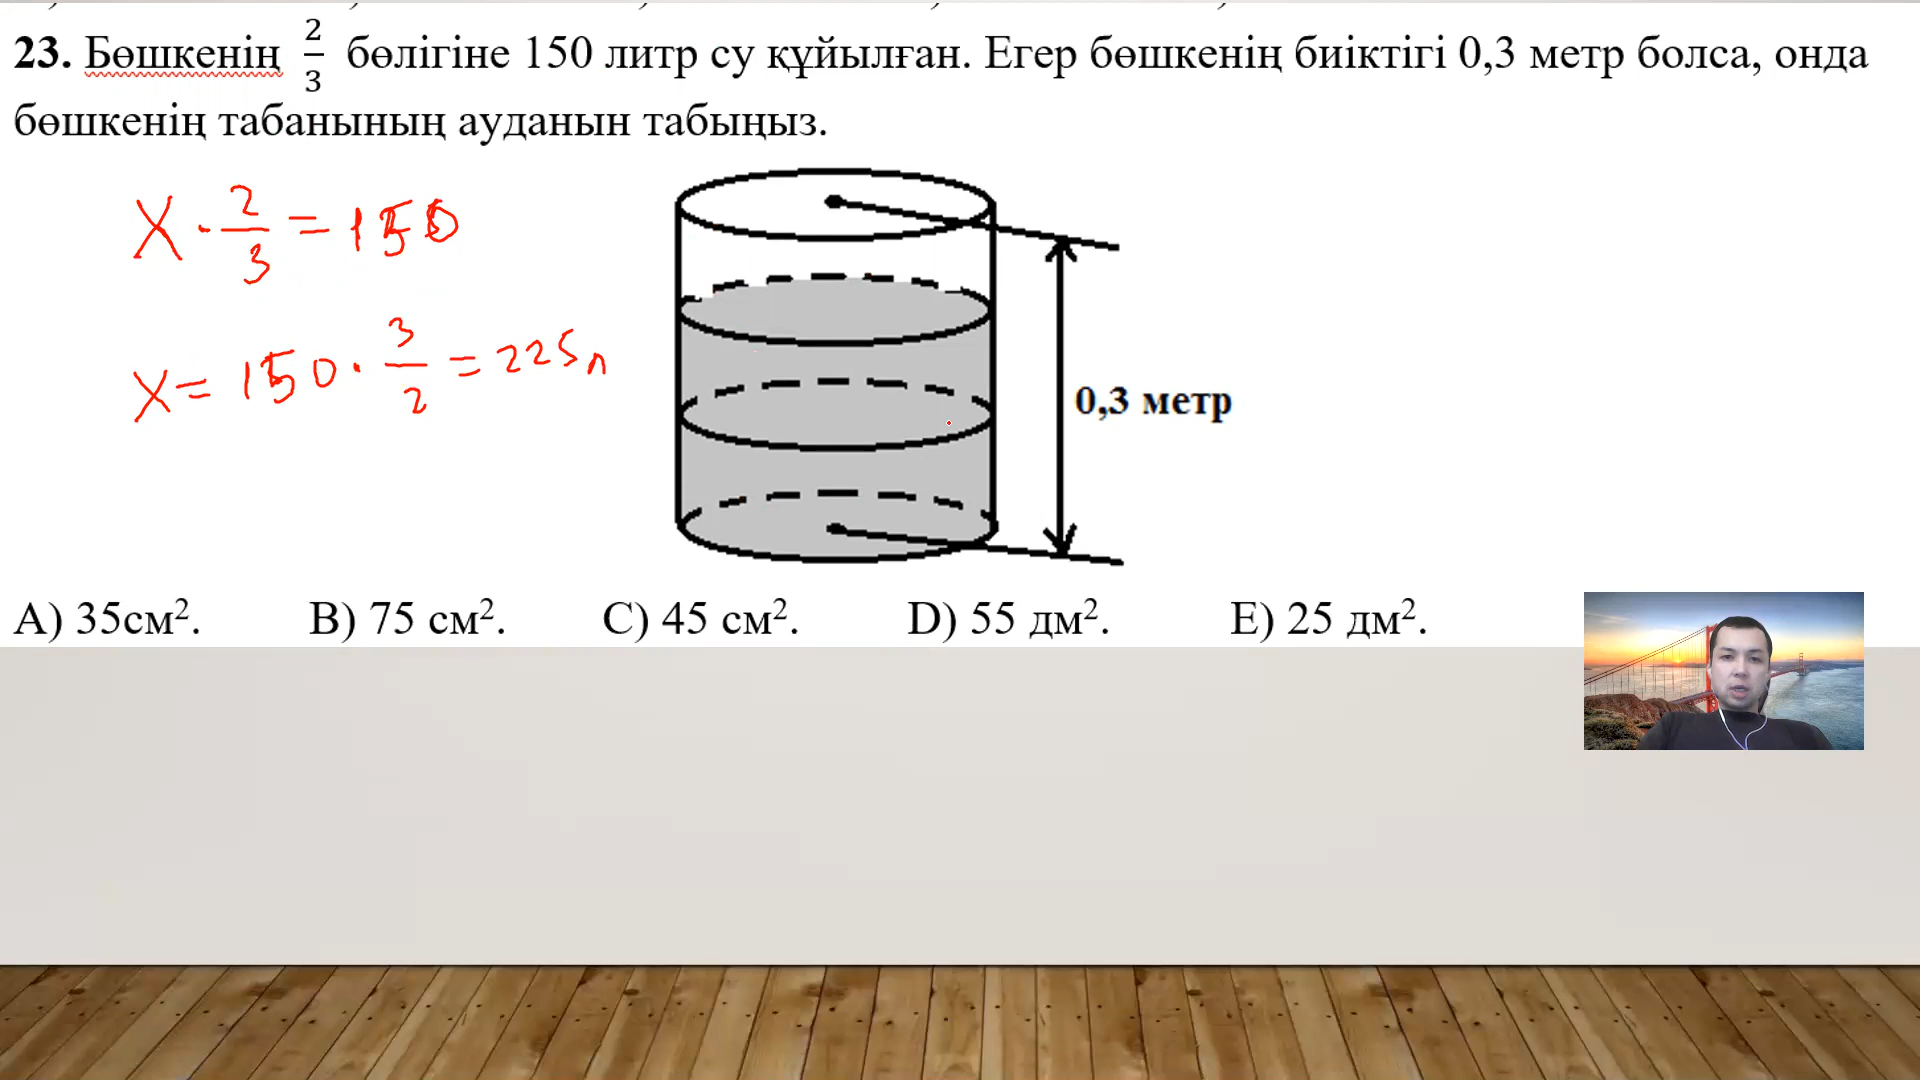 23. Бөшкенің 2/3 бөлігіне 150 литр су құйылған. Егер бөшкенің биіктігі 0,3 метр болса, онда
бөшкенің табанының ауданын табыңыз.
X · 2/3 = 150
X = 150 · 3/2 = 225 л
0,3 метр
A) 35см². B) 75 см². C) 45 см². D) 55 дм². E) 25 дм².